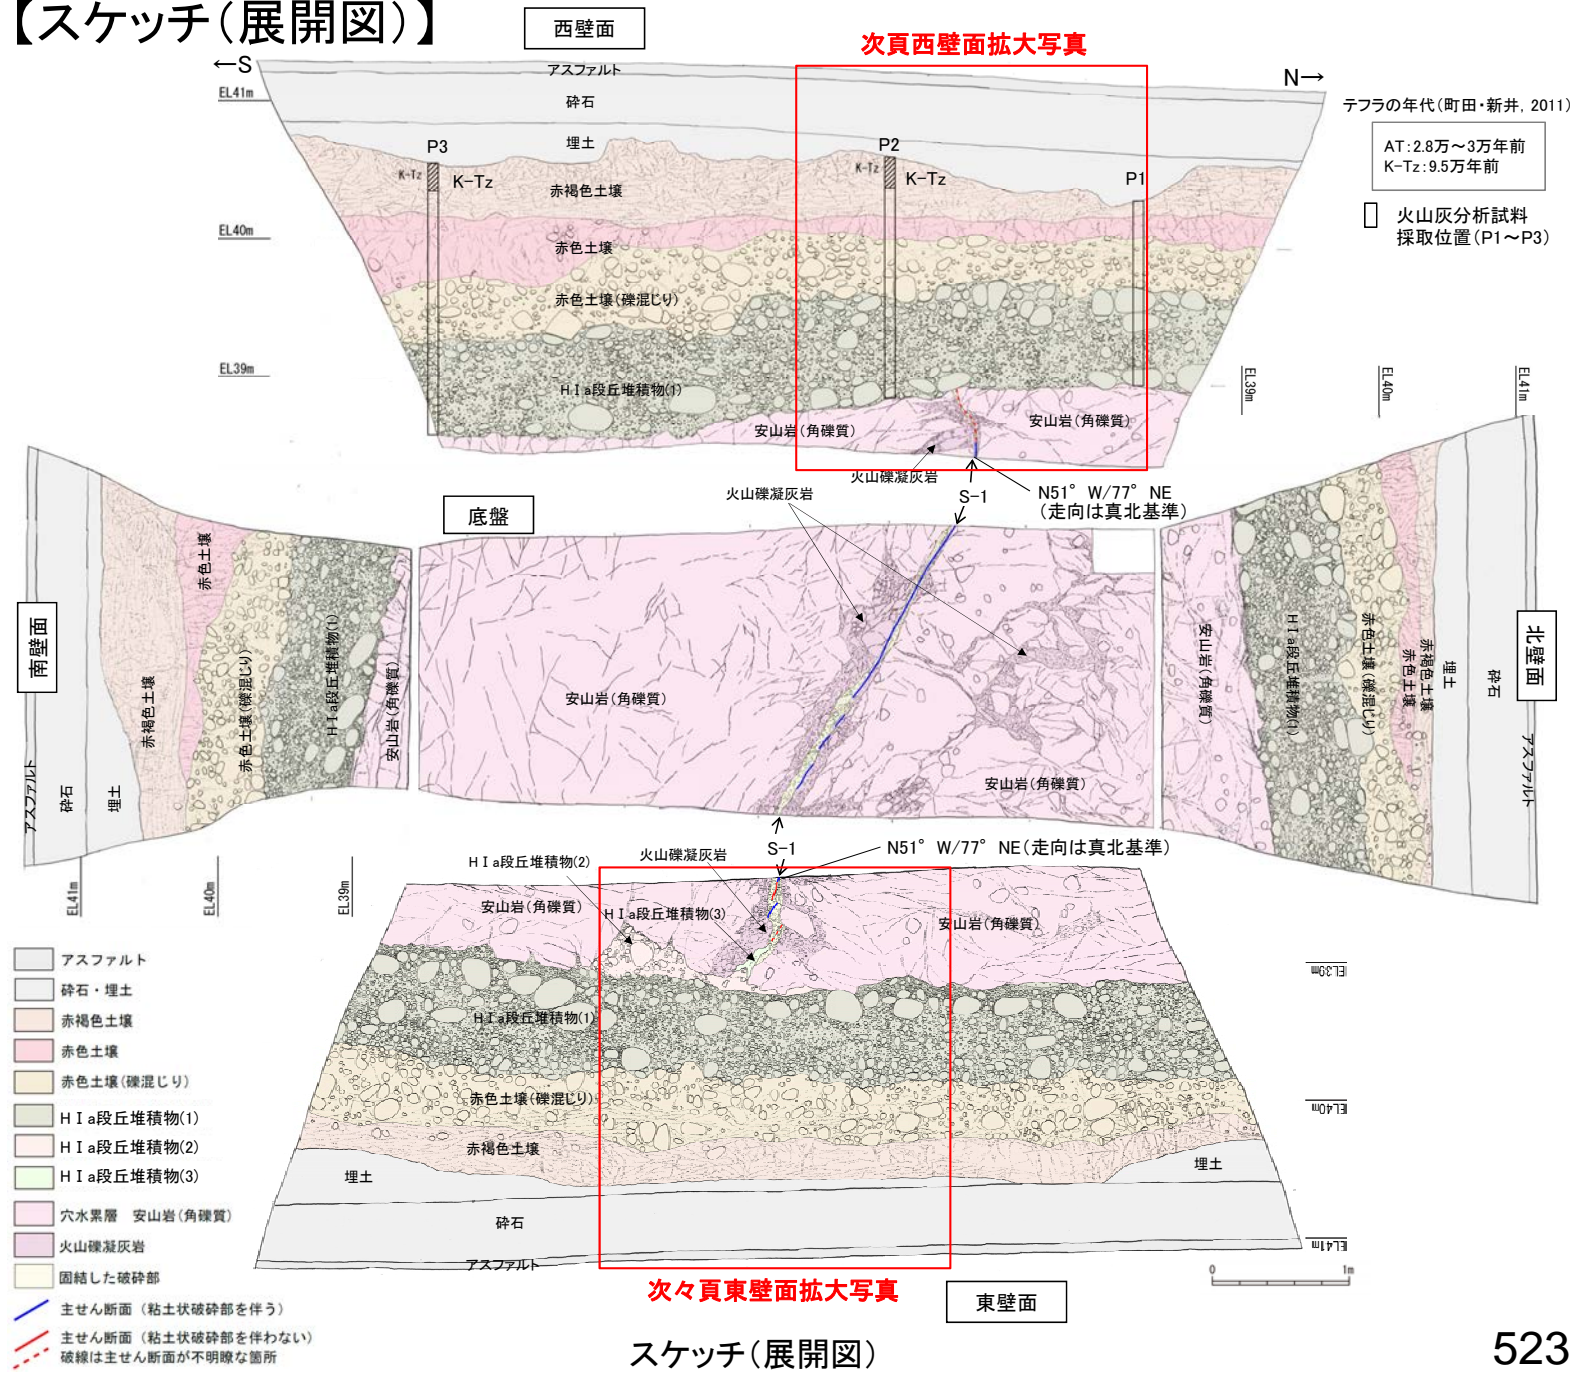 【スケッチ(展開図)】
西壁面
次頁西壁面拡大写真
←S
N→
アスファルト
EL41m
砕石
テフラの年代(町田・新井, 2011)
AT:2.8万～3万年前
K-Tz:9.5万年前
P3
埋土
P2
K-Tz
K-Tz
K-Tz
K-Tz
P1
赤褐色土壌
火山灰分析試料
採取位置(P1～P3)
EL40m
赤色土壌
赤色土壌(礫混じり)
EL39m
HⅠa段丘堆積物(1)
EL39m
EL40m
EL41m
安山岩(角礫質)
安山岩(角礫質)
火山礫凝灰岩
火山礫凝灰岩
S-1
N51°W/77°NE
(走向は真北基準)
底盤
南壁面
アスファルト
砕石
埋土
赤褐色土壌
赤色土壌
赤色土壌(礫混じり)
HⅠa段丘堆積物(1)
安山岩(角礫質)
安山岩(角礫質)
安山岩(角礫質)
安山岩(角礫質)
HⅠa段丘堆積物(1)
赤色土壌(礫混じり)
赤色土壌
赤褐色土壌
埋土
砕石
アスファルト
北壁面
EL41m
EL40m
EL39m
S-1
N51°W/77°NE(走向は真北基準)
HⅠa段丘堆積物(2)
火山礫凝灰岩
安山岩(角礫質)
HⅠa段丘堆積物(3)
安山岩(角礫質)
EL39m
HⅠa段丘堆積物(1)
赤色土壌(礫混じり)
EL40m
赤褐色土壌
埋土
埋土
砕石
EL41m
アスファルト
0 1m
次々頁東壁面拡大写真
東壁面
アスファルト
砕石・埋土
赤褐色土壌
赤色土壌
赤色土壌(礫混じり)
HⅠa段丘堆積物(1)
HⅠa段丘堆積物(2)
HⅠa段丘堆積物(3)
穴水累層 安山岩(角礫質)
火山礫凝灰岩
固結した破砕部
主せん断面(粘土状破砕部を伴う)
主せん断面(粘土状破砕部を伴わない)
破線は主せん断面が不明瞭な箇所
スケッチ(展開図)
523